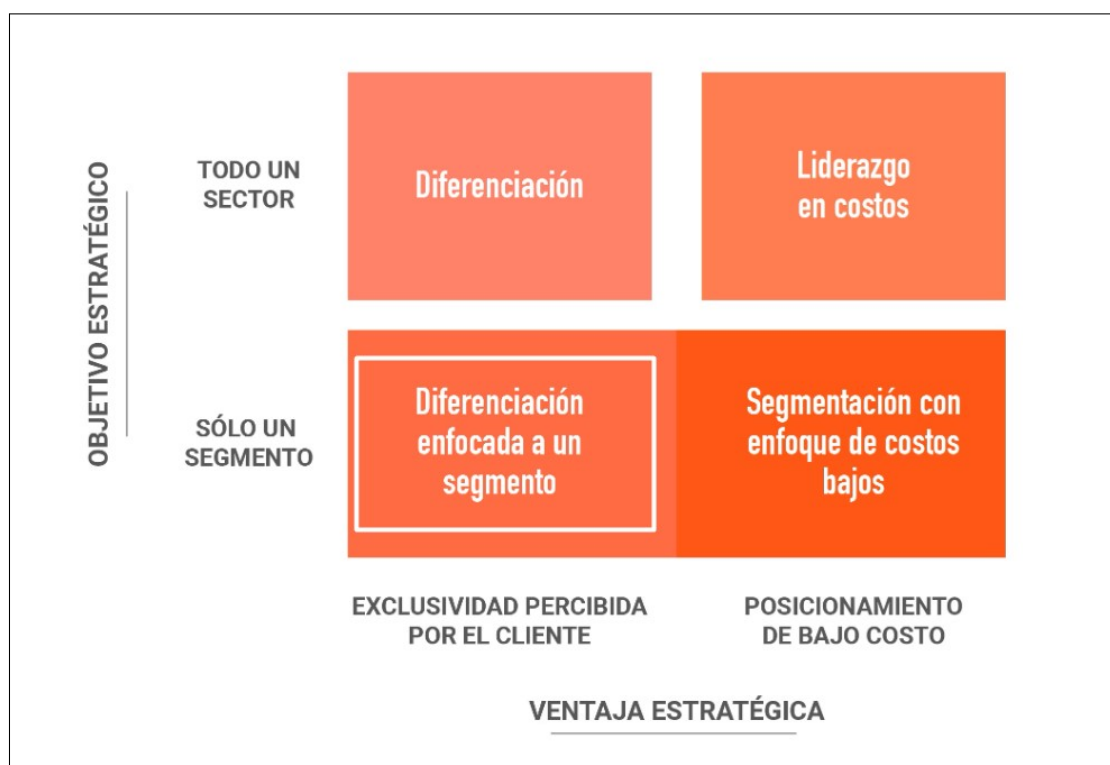 OBJETIVO ESTRATÉGICO
TODO UN
SECTOR
Diferenciación
Liderazgo
en costos
SÓLO UN
SEGMENTO
Diferenciación
enfocada a un
segmento
Segmentación con
enfoque de costos
bajos
EXCLUSIVIDAD PERCIBIDA
POR EL CLIENTE
POSICIONAMIENTO
DE BAJO COSTO
VENTAJA ESTRATÉGICA